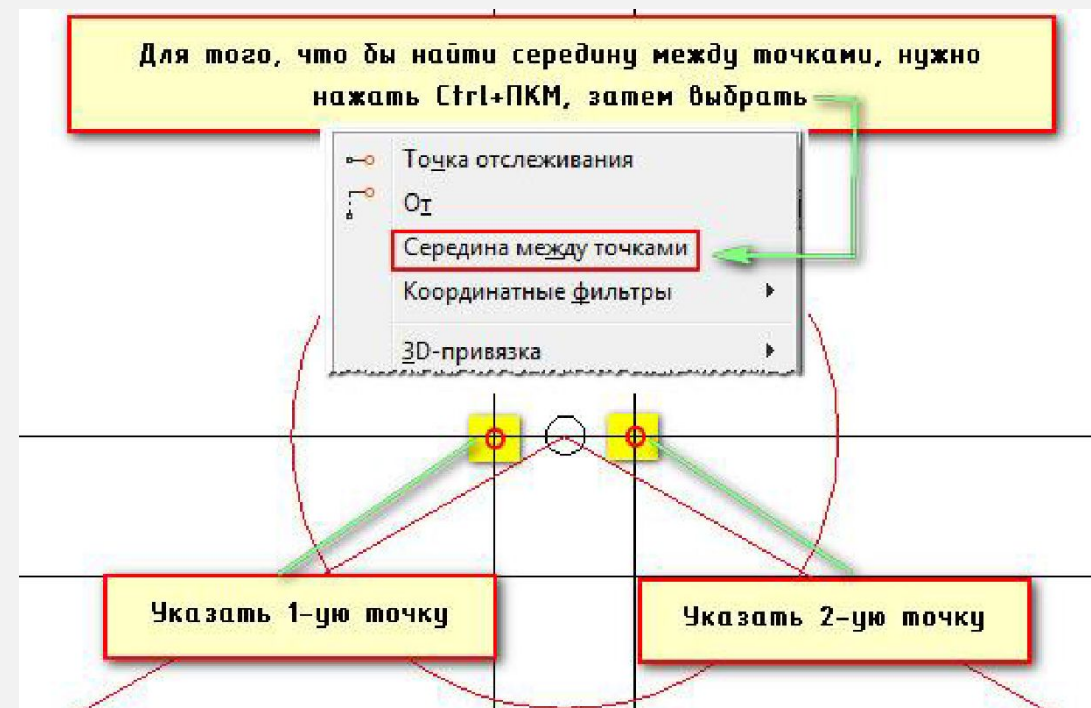 Для того, что бы найти середину между точками, нужно
нажать Ctrl+ПКМ, затем выбрать
Точка отслеживания
От
Середина между точками
Координатные фильтры
3D-привязка
Указать 1-ую точку
Указать 2-ую точку